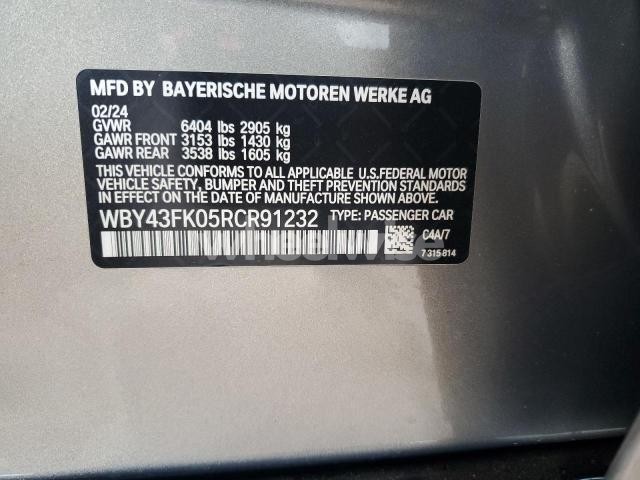 MFD BY BAYERISCHE MOTOREN WERKE AG
02/24
GVWR 6404 lbs 2905 kg
GAWR FRONT 3153 lbs 1430 kg
GAWR REAR 3538 lbs 1605 kg
THIS VEHICLE CONFORMS TO ALL APPLICABLE U.S.FEDERAL MOTOR
VEHICLE SAFETY, BUMPER AND THEFT PREVENTION STANDARDS
IN EFFECT ON THE DATE OF MANUFACTURE SHOWN ABOVE.
WBY43FK05RCR91232 TYPE: PASSENGER CAR
C4A/7
7 315 814
wheelwise